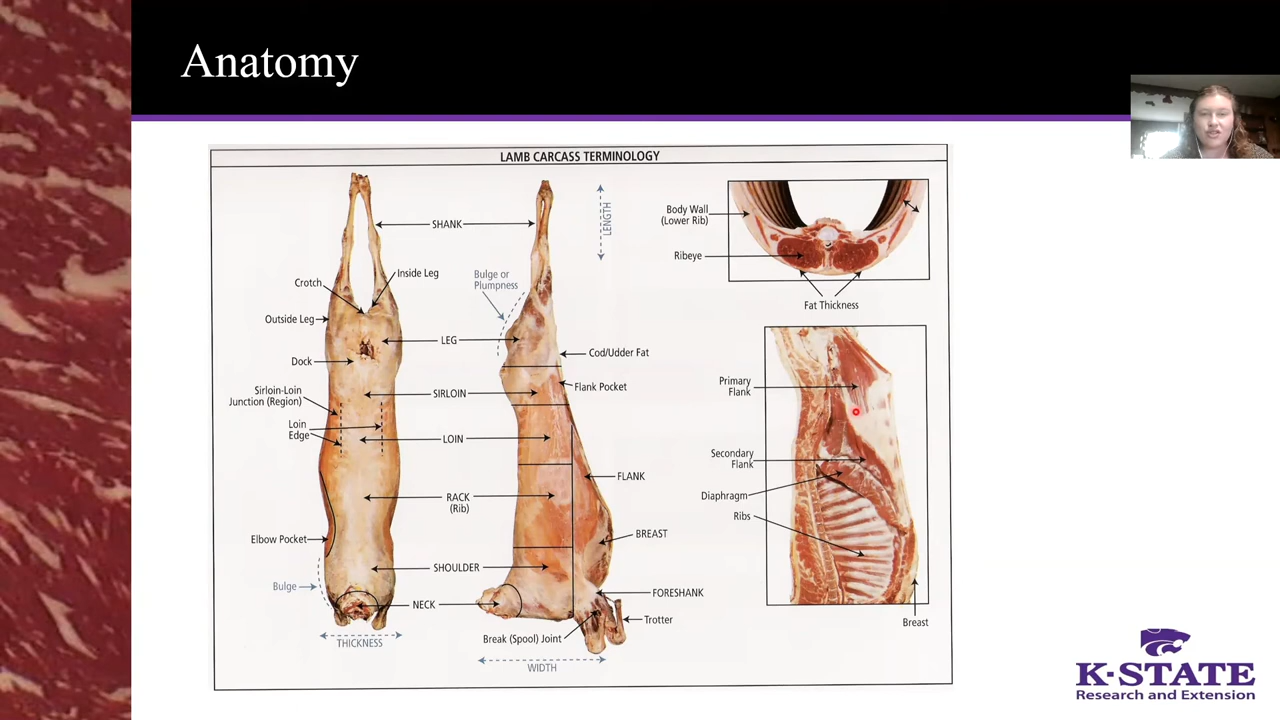 Anatomy
LAMB CARCASS TERMINOLOGY
SHANK
LENGTH
Crotch
Inside Leg
Bulge or
Plumpness
Outside Leg
LEG
Cod/Udder Fat
Dock
Flank Pocket
Sirloin-Loin
Junction (Region)
SIRLOIN
Loin
Edge
LOIN
FLANK
RACK
(Rib)
Elbow Pocket
BREAST
SHOULDER
Bulge
FORESHANK
NECK
Trotter
Break (Spool) Joint
THICKNESS
WIDTH
Body Wall
(Lower Rib)
Ribeye
Fat Thickness
Primary
Flank
Secondary
Flank
Diaphragm
Ribs
Breast
K-STATE
Research and Extension